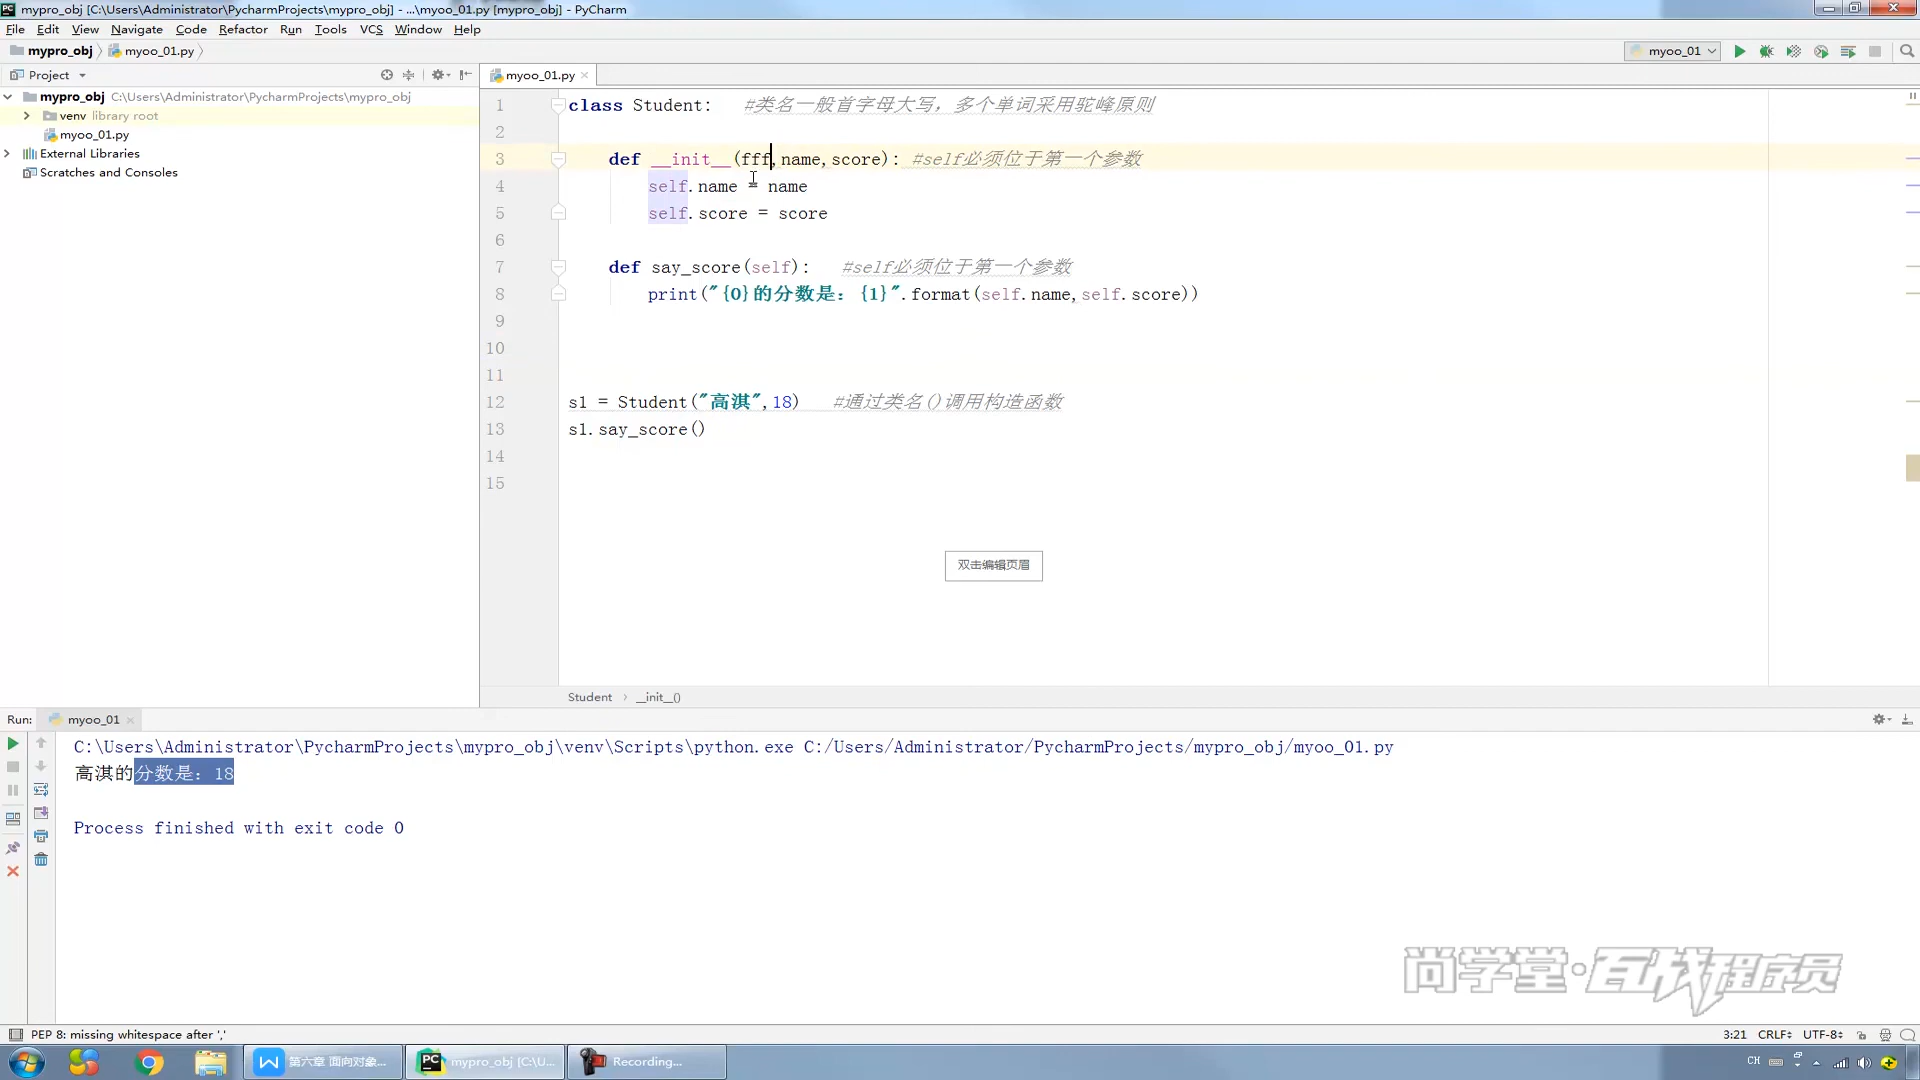 mypro_obj [C:\Users\Administrator\PycharmProjects\mypro_obj] - ...\myoo_01.py [mypro_obj] - PyCharm
File Edit View Navigate Code Refactor Run Tools VCS Window Help
mypro_obj myoo_01.py myoo_01
Project myoo_01.py
mypro_obj C:\Users\Administrator\PycharmProjects\mypro_obj
venv library root
myoo_01.py
External Libraries
Scratches and Consoles
1 class Student: #类名一般首字母大写，多个单词采用驼峰原则
2
3 def __init__(fff,name,score): #self必须位于第一个参数
4 self.name = name
5 self.score = score
6
7 def say_score(self): #self必须位于第一个参数
8 print("{0}的分数是：{1}".format(self.name,self.score))
9
10
11
12 s1 = Student("高淇",18) #通过类名()调用构造函数
13 s1.say_score()
14
15
双击编辑页眉
Student __init__()
Run: myoo_01
C:\Users\Administrator\PycharmProjects\mypro_obj\venv\Scripts\python.exe C:/Users/Administrator/PycharmProjects/mypro_obj/myoo_01.py
高淇的分数是：18
Process finished with exit code 0
尚学堂·百战程序员
PEP 8: missing whitespace after ',' 3:21 CRLF UTF-8
第六章 面向对象... mypro_obj [C:\U... Recording... CH